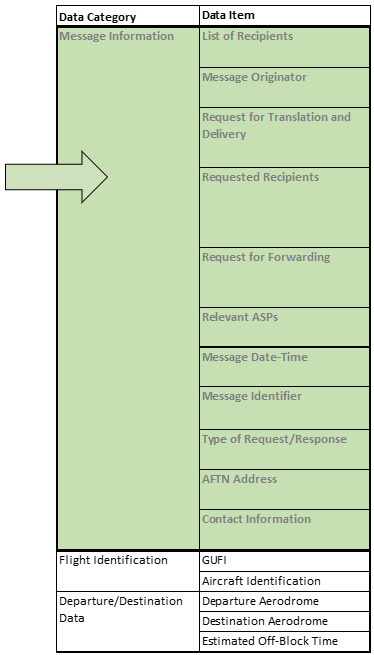 Data Category Data Item
Message Information List of Recipients
Message Originator
Request for Translation and
Delivery
Requested Recipients
Request for Forwarding
Relevant ASPs
Message Date-Time
Message Identifier
Type of Request/Response
AFTN Address
Contact Information
Flight Identification GUFI
Aircraft Identification
Departure/Destination Departure Aerodrome
Data Destination Aerodrome
Estimated Off-Block Time